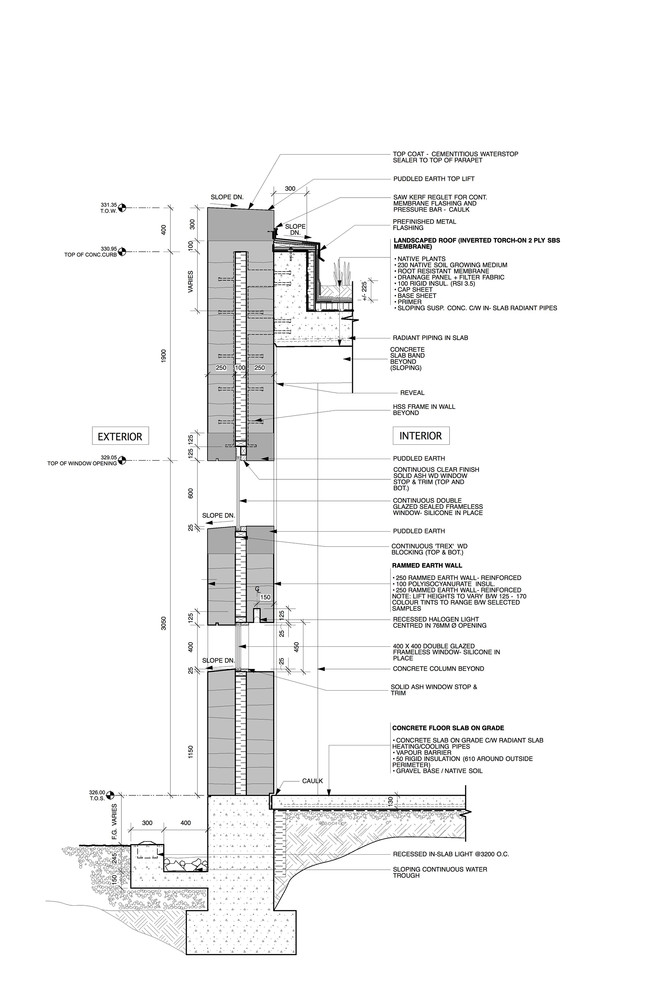 TOP COAT - CEMENTITIOUS WATERSTOP
SEALER TO TOP OF PARAPET
PUDDLED EARTH TOP LIFT
SLOPE DN.
300
SAW KERF REGLET FOR CONT.
MEMBRANE FLASHING AND
PRESSURE BAR - CAULK
331.35
T.O.W.
400
300
SLOPE DN.
PREFINISHED METAL
FLASHING
LANDSCAPED ROOF (INVERTED TORCH-ON 2 PLY SBS
MEMBRANE)
330.95
TOP OF CONC.CURB
100
• NATIVE PLANTS
• 230 NATIVE SOIL GROWING MEDIUM
• ROOT RESISTANT MEMBRANE
• DRAINAGE PANEL + FILTER FABRIC
• 100 RIGID INSUL. (RSI 3.5)
• CAP SHEET
• BASE SHEET
• PRIMER
• SLOPING SUSP. CONC. C/W IN- SLAB RADIANT PIPES
VARIES
+/- 225
RADIANT PIPING IN SLAB
1900
CONCRETE
SLAB BAND
BEYOND
(SLOPING)
250
100
250
REVEAL
HSS FRAME IN WALL
BEYOND
EXTERIOR
INTERIOR
125
125
329.05
TOP OF WINDOW OPENING
PUDDLED EARTH
CONTINUOUS CLEAR FINISH
SOLID ASH WD WINDOW
STOP & TRIM (TOP AND
BOT.)
600
CONTINUOUS DOUBLE
GLAZED SEALED FRAMELESS
WINDOW- SILICONE IN PLACE
SLOPE DN.
25
PUDDLED EARTH
CONTINUOUS 'TREX' WD
BLOCKING (TOP & BOT.)
RAMMED EARTH WALL
• 250 RAMMED EARTH WALL- REINFORCED
• 100 POLYISOCYANURATE INSUL.
• 250 RAMMED EARTH WALL- REINFORCED
NOTE: LIFT HEIGHTS TO VARY B/W 125 - 170
COLOUR TINTS TO RANGE B/W SELECTED
SAMPLES
150
125
125
RECESSED HALOGEN LIGHT
CENTRED IN 76MM Ø OPENING
3050
25
400
450
400 X 400 DOUBLE GLAZED
FRAMELESS WINDOW- SILICONE IN
PLACE
SLOPE DN.
25
25
CONCRETE COLUMN BEYOND
SOLID ASH WINDOW STOP &
TRIM
CONCRETE FLOOR SLAB ON GRADE
• CONCRETE SLAB ON GRADE C/W RADIANT SLAB
HEATING/COOLING PIPES
• VAPOUR BARRIER
• 50 RIGID INSULATION (610 AROUND OUTSIDE
PERIMETER)
• GRAVEL BASE / NATIVE SOIL
1150
CAULK
326.00
T.O.S.
130
F.G. VARIES
300
400
245
150
RECESSED IN-SLAB LIGHT @3200 O.C.
SLOPING CONTINUOUS WATER
TROUGH